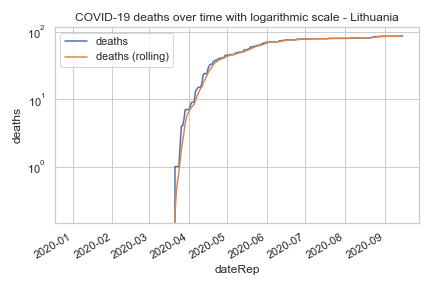 COVID-19 deaths over time with logarithmic scale - Lithuania
deaths
deaths (rolling)
10²
10¹
10⁰
deaths
2020-01
2020-02
2020-03
2020-04
2020-05
2020-06
2020-07
2020-08
2020-09
dateRep